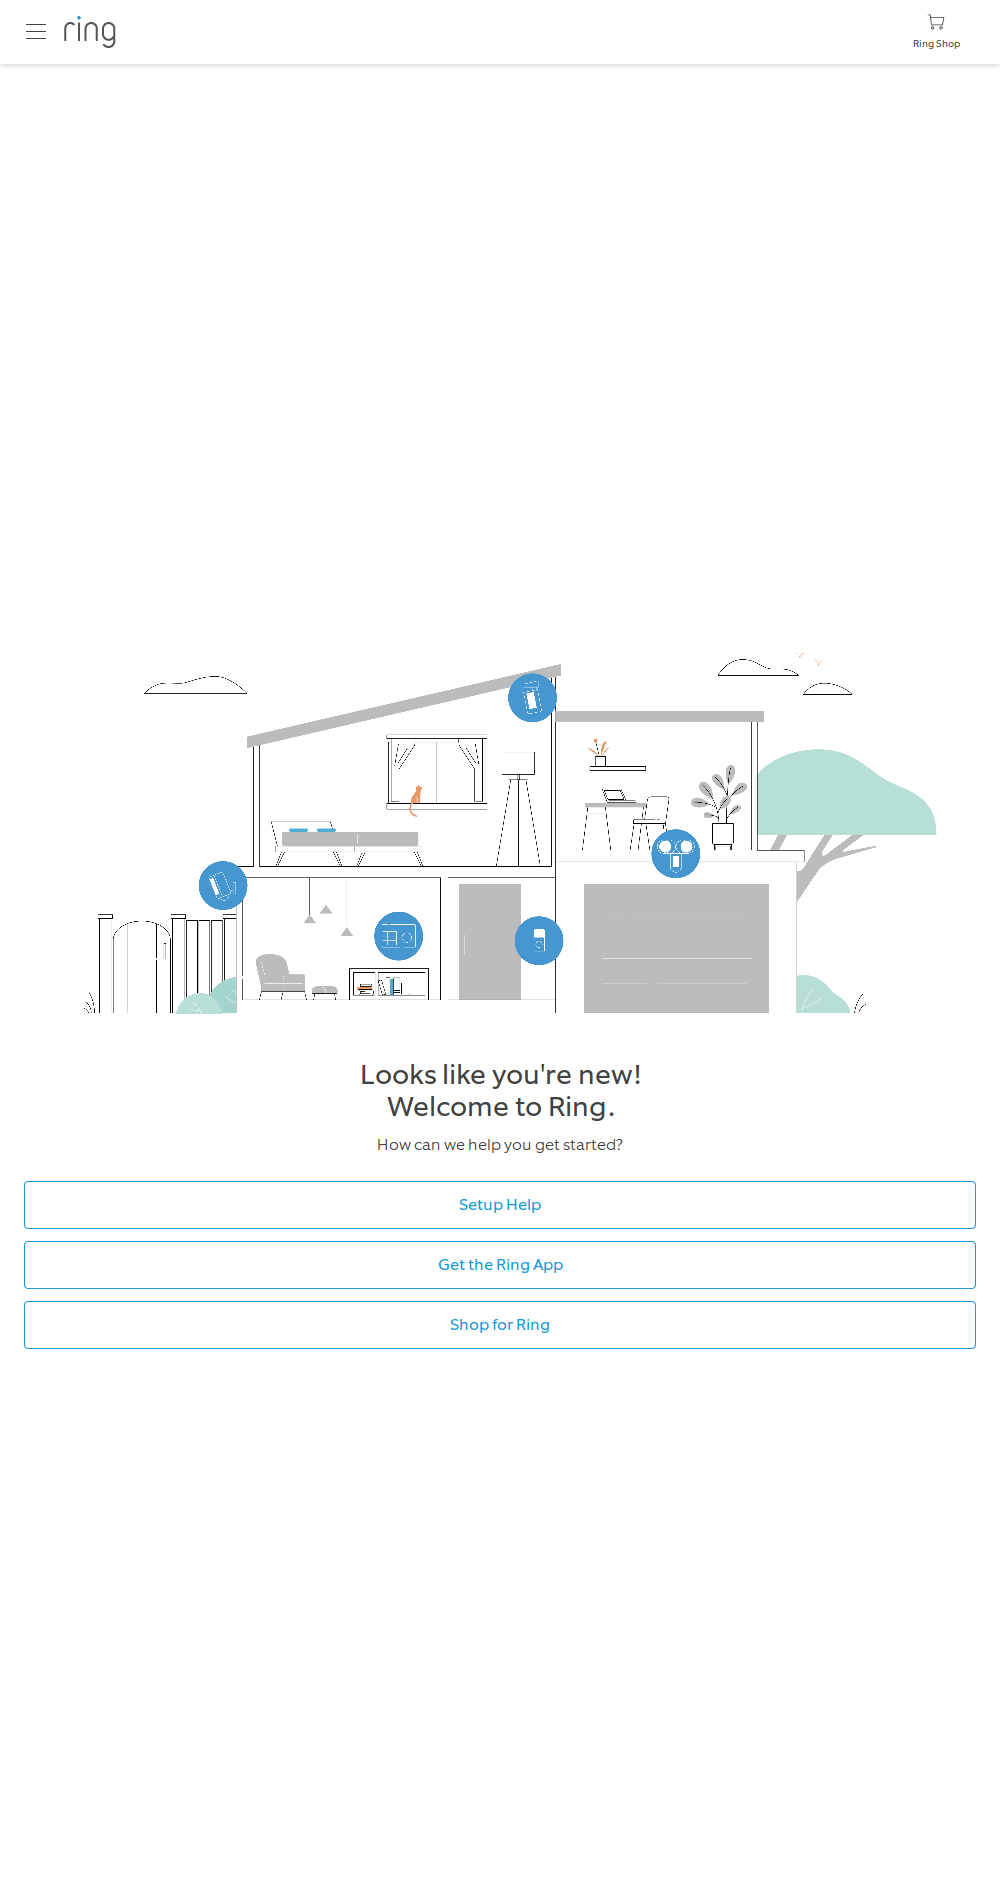 ring
Ring Shop
Looks like you're new!
Welcome to Ring.
How can we help you get started?
Setup Help
Get the Ring App
Shop for Ring